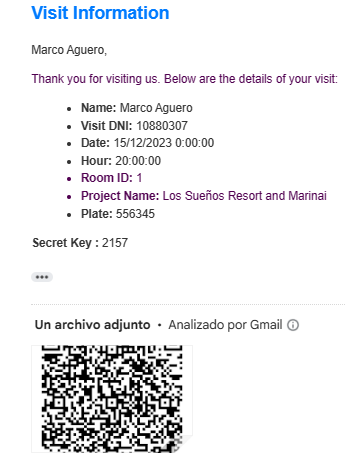 Visit Information
Marco Aguero,
Thank you for visiting us. Below are the details of your visit:
• Name: Marco Aguero
• Visit DNI: 10880307
• Date: 15/12/2023 0:00:00
• Hour: 20:00:00
• Room ID: 1
• Project Name: Los Sueños Resort and Marinai
• Plate: 556345
Secret Key : 2157
•••
Un archivo adjunto • Analizado por Gmail